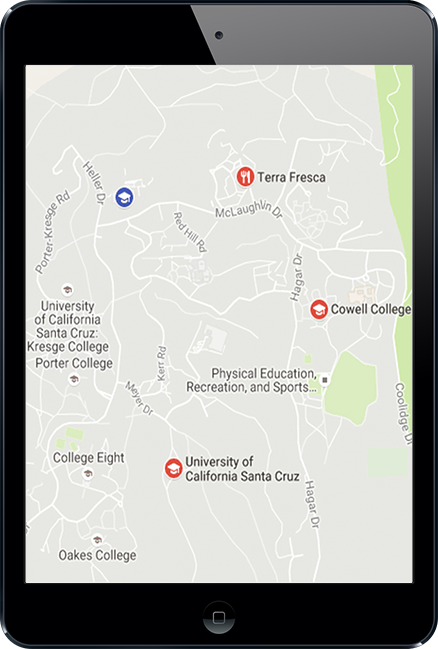 Heller Dr
Terra Fresca
McLaughlin Dr
Porter-Kresge Rd
Red Hill Rd
Hagar Dr
University
of California
Santa Cruz:
Kresge College
Cowell College
Porter College
Kerr Rd
Physical Education,
Recreation, and Sports...
Meyer Dr
Coolidge Dr
College Eight
University of
California Santa Cruz
Hagar Dr
Oakes College